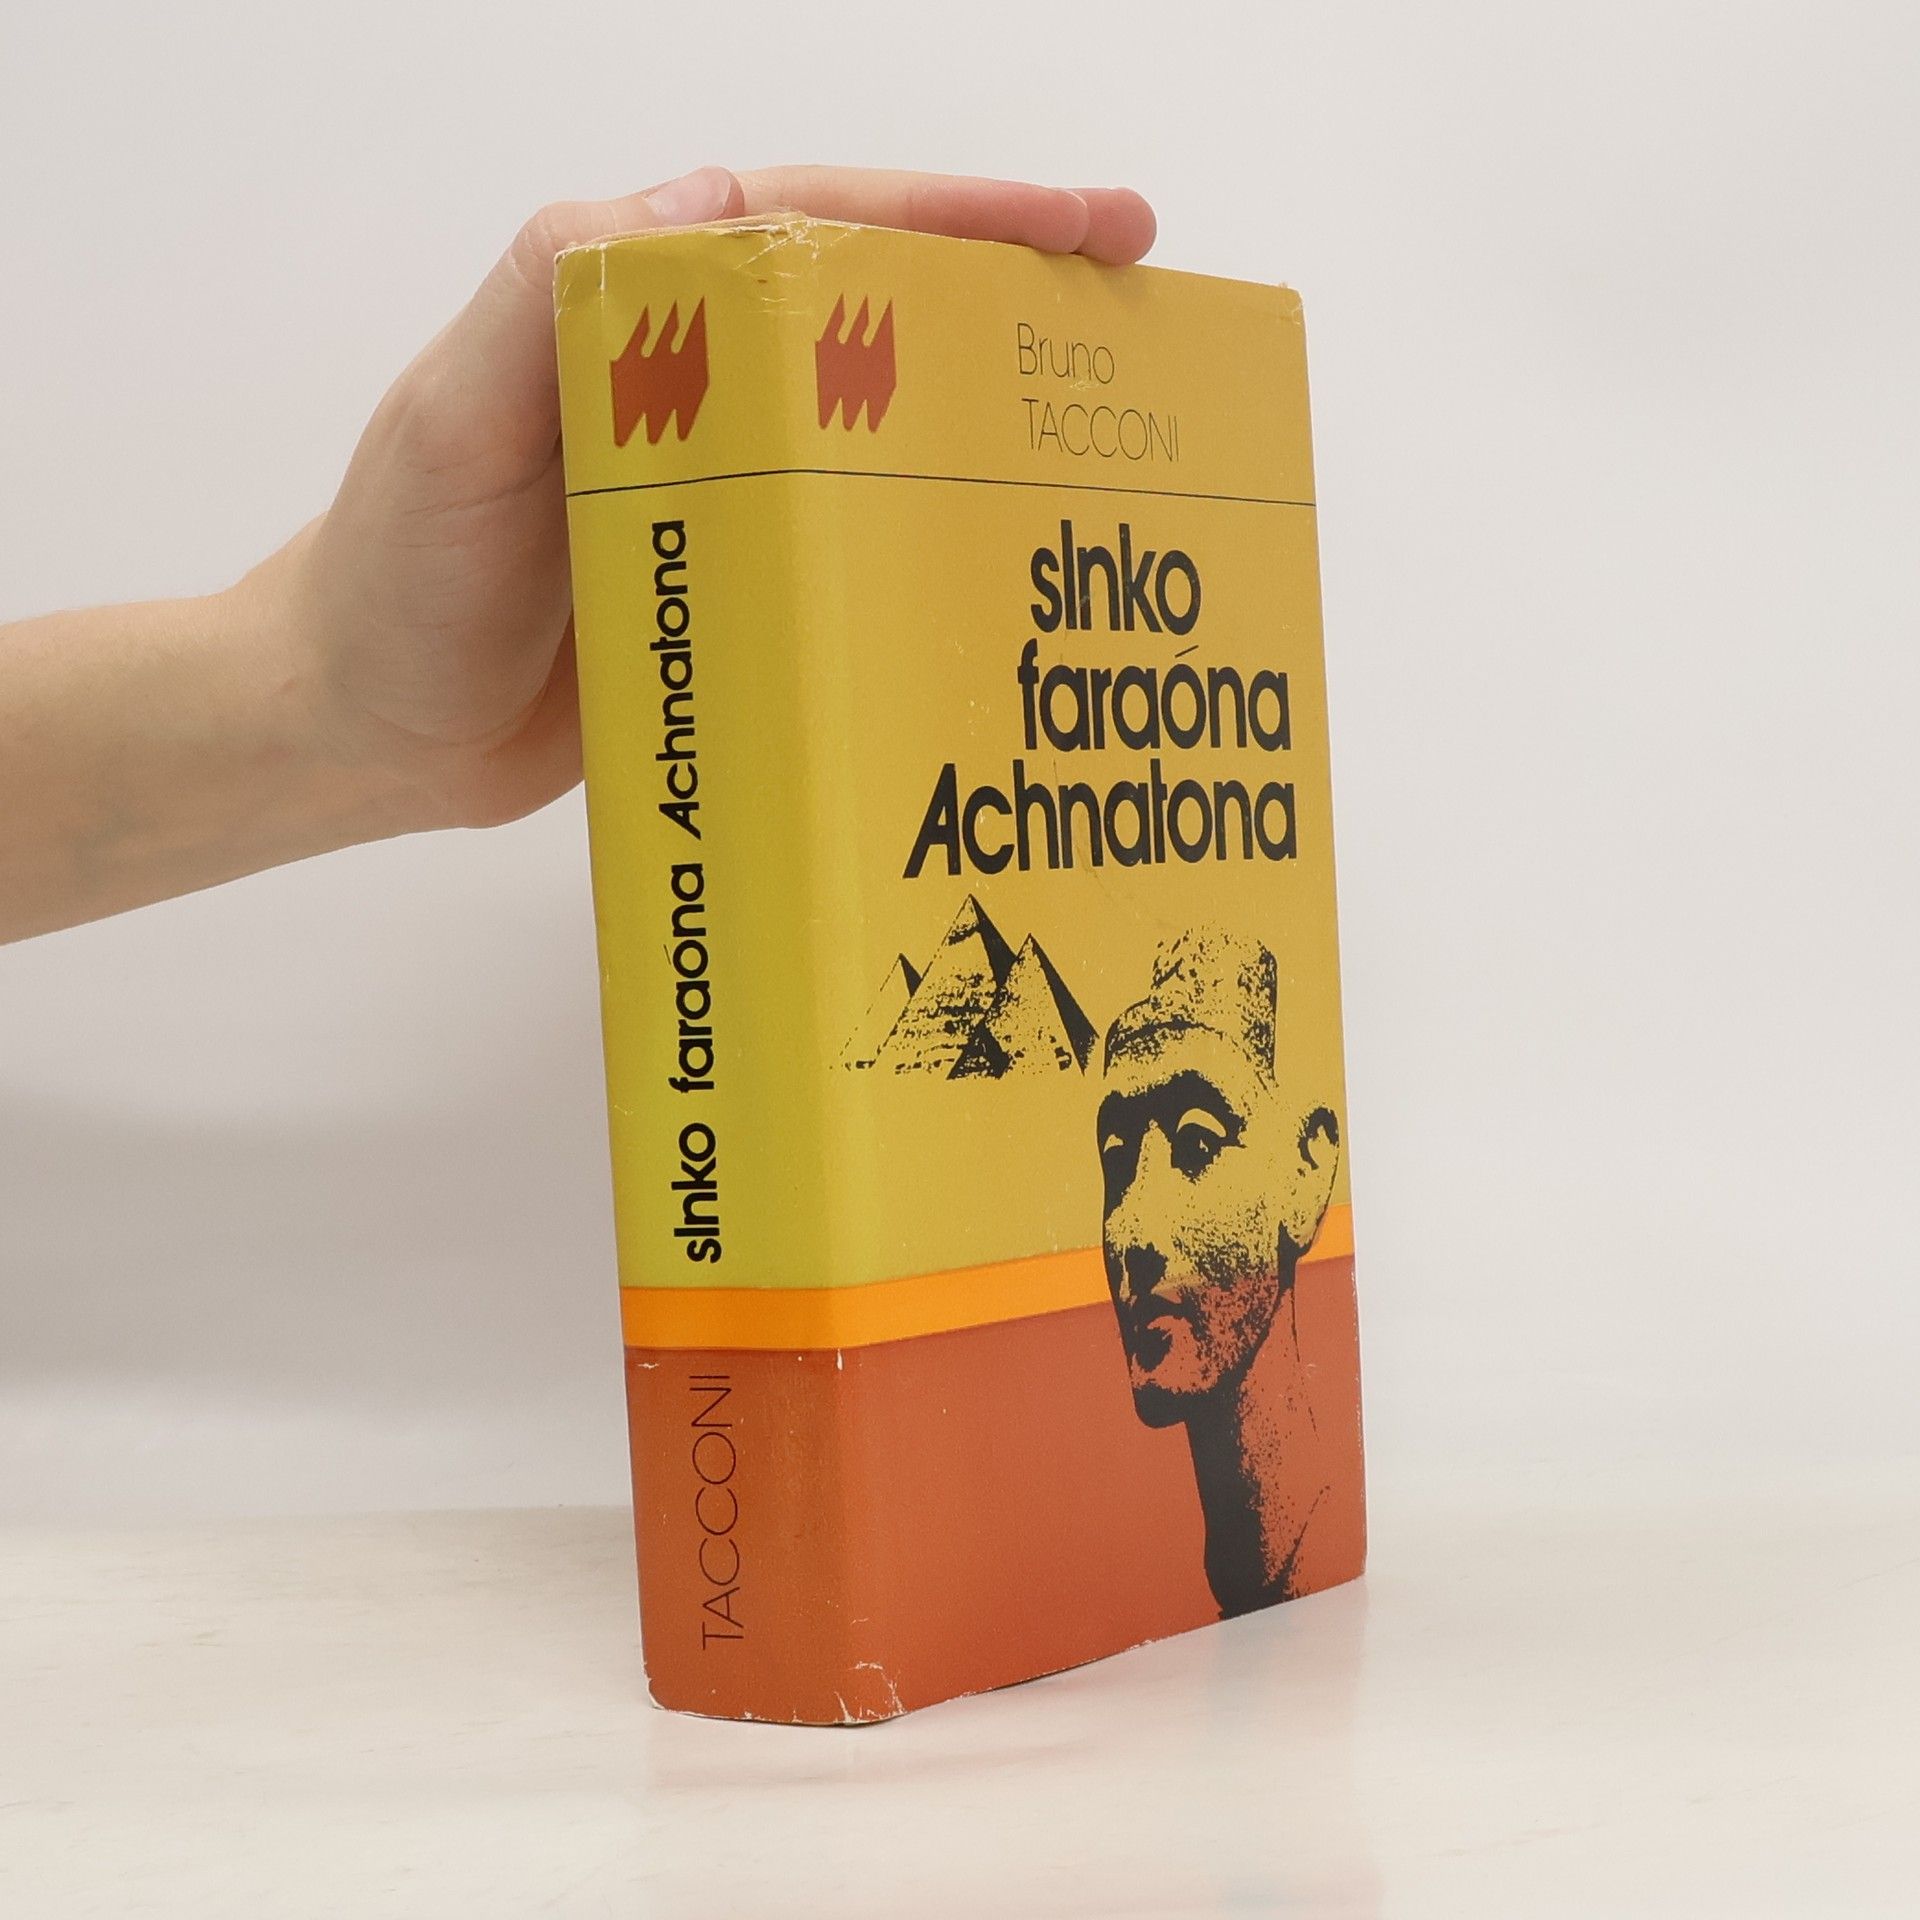 Bruno
TACCONI
slnko
faraóna
Achnatona
slnko faraóna Achnatona
TACCONI